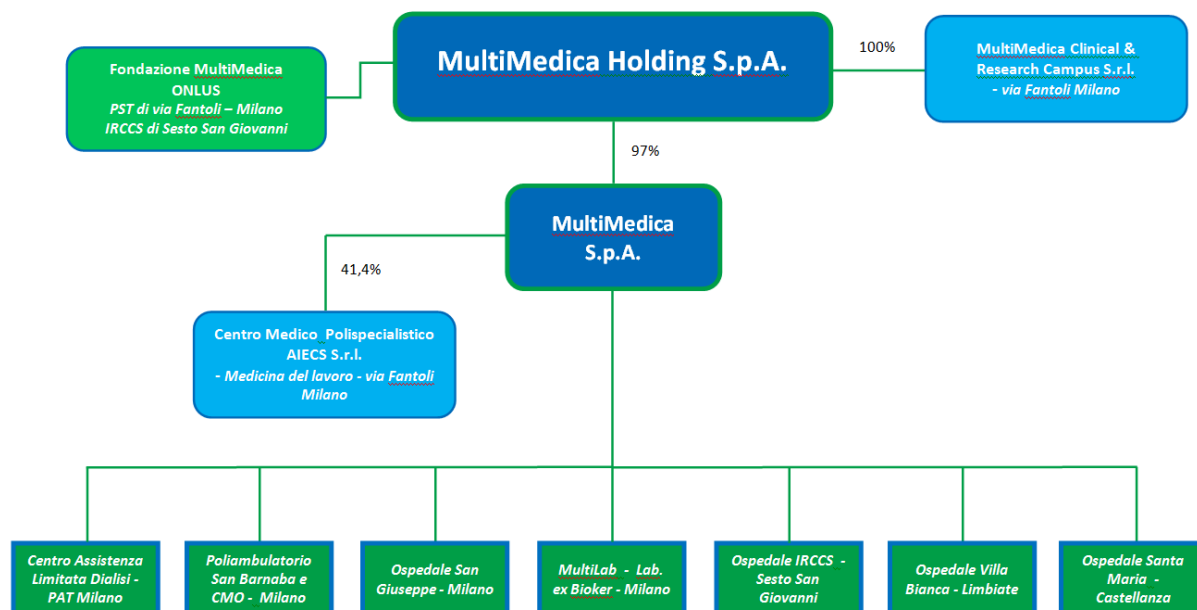 MultiMedica Holding S.p.A.
Fondazione MultiMedica
ONLUS
PST di via Fantoli – Milano
IRCCS di Sesto San Giovanni
100%
MultiMedica Clinical &
Research Campus S.r.l.
- via Fantoli Milano
97%
MultiMedica
S.p.A.
41,4%
Centro Medico Polispecialistico
AIECS S.r.l.
- Medicina del lavoro - via Fantoli
Milano
Centro Assistenza
Limitata Dialisi -
PAT Milano
Poliambulatorio
San Barnaba e
CMO - Milano
Ospedale San
Giuseppe - Milano
MultiLab - Lab.
ex Bioker - Milano
Ospedale IRCCS -
Sesto San
Giovanni
Ospedale Villa
Bianca - Limbiate
Ospedale Santa
Maria -
Castellanza